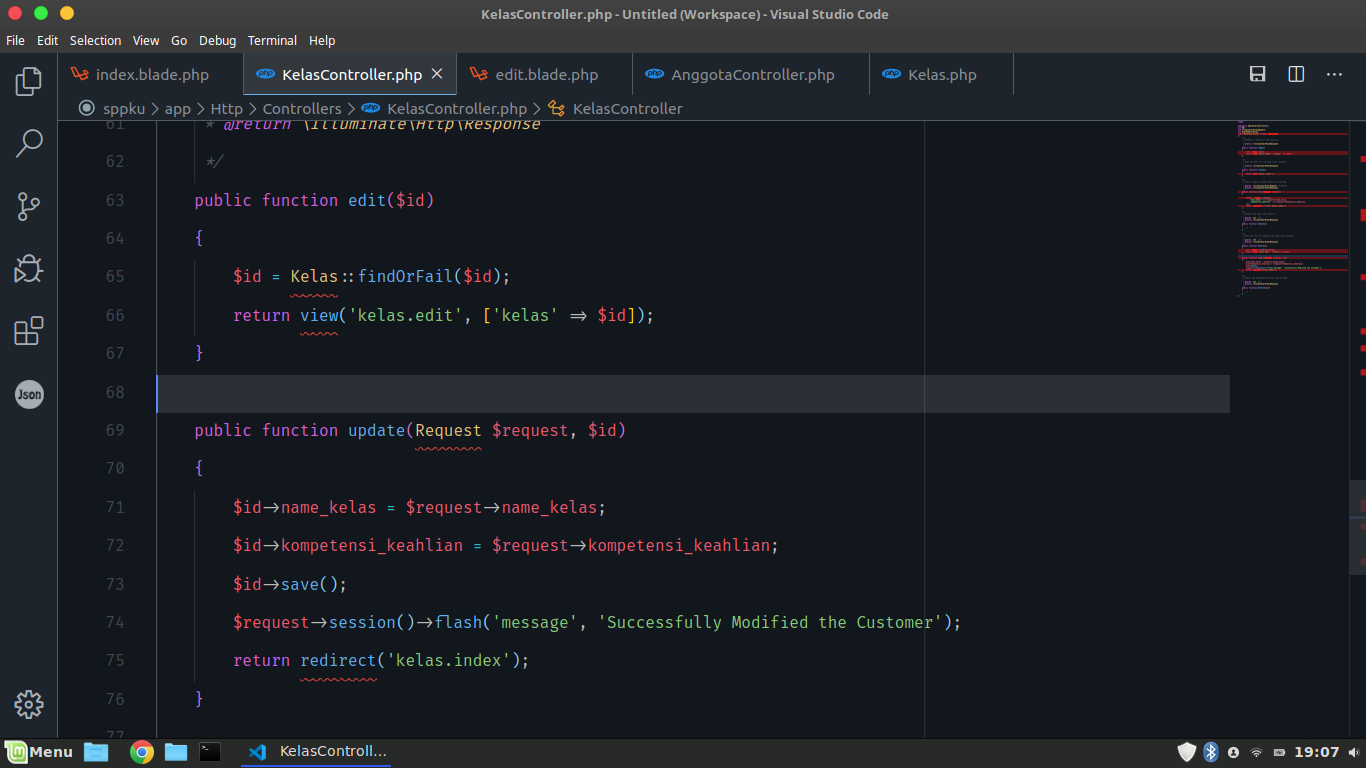 KelasController.php - Untitled (Workspace) - Visual Studio Code
File Edit Selection View Go Debug Terminal Help
index.blade.php KelasController.php edit.blade.php AnggotaController.php Kelas.php
sppku > app > Http > Controllers > KelasController.php > KelasController
61 * @return \Illuminate\Http\Response
62 */
63 public function edit($id)
64 {
65 $id = Kelas::findOrFail($id);
66 return view('kelas.edit', ['kelas' => $id]);
67 }
68
69 public function update(Request $request, $id)
70 {
71 $id->name_kelas = $request->name_kelas;
72 $id->kompetensi_keahlian = $request->kompetensi_keahlian;
73 $id->save();
74 $request->session()->flash('message', 'Successfully Modified the Customer');
75 return redirect('kelas.index');
76 }
77
Json
Menu KelasControll... 19:07